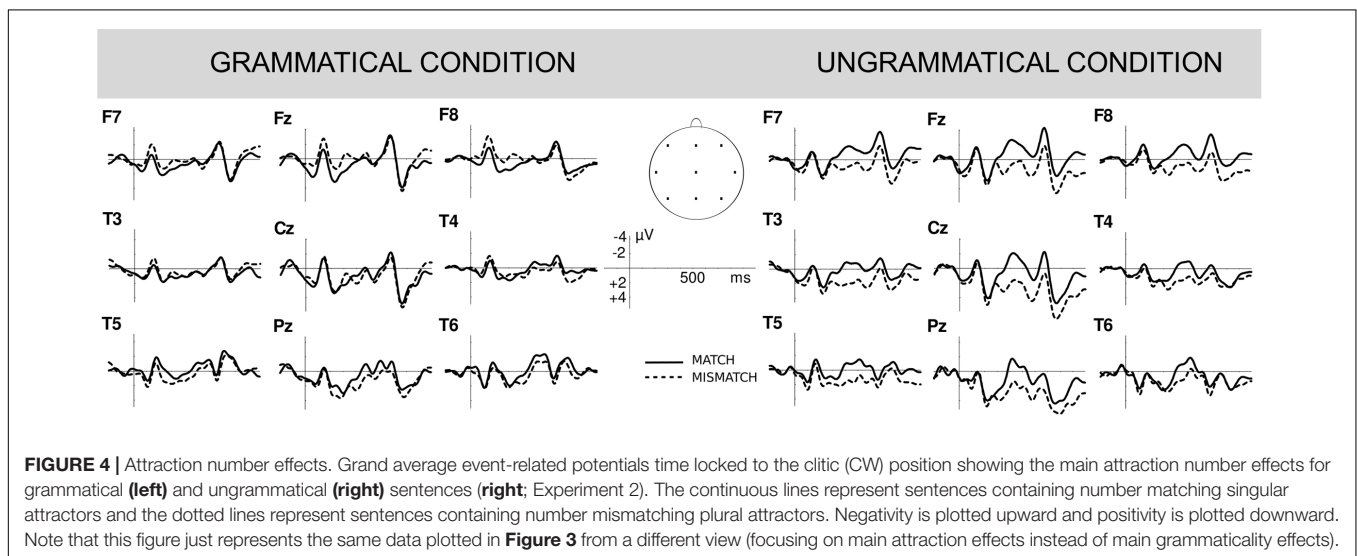 GRAMMATICAL CONDITION UNGRAMMATICAL CONDITION
F7 Fz F8 F7 Fz F8
T3 Cz T4 T3 Cz T4
-4 µV
-2
500 ms
+2
+4
T5 Pz T6 T5 Pz T6
MATCH
MISMATCH
FIGURE 4 | Attraction number effects. Grand average event-related potentials time locked to the clitic (CW) position showing the main attraction number effects for
grammatical (left) and ungrammatical (right) sentences (right; Experiment 2). The continuous lines represent sentences containing number matching singular
attractors and the dotted lines represent sentences containing number mismatching plural attractors. Negativity is plotted upward and positivity is plotted downward.
Note that this figure just represents the same data plotted in Figure 3 from a different view (focusing on main attraction effects instead of main grammaticality effects).